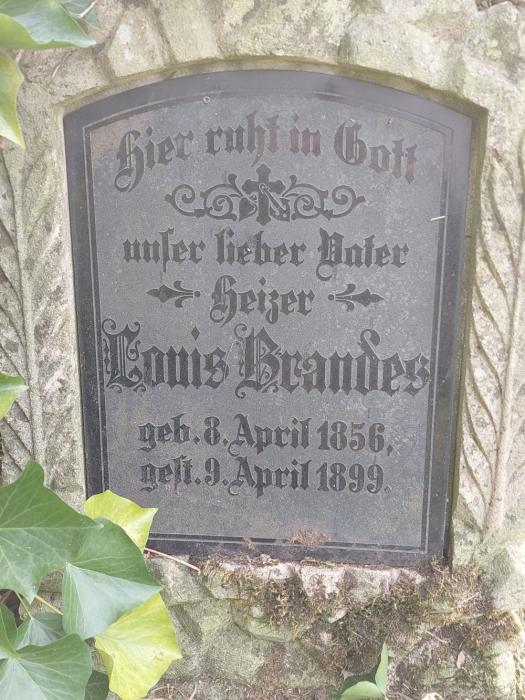 Hier ruht in Gott
unser lieber Vater
Heizer
Louis Brandes
geb. 8. April 1856,
gest. 9. April 1899.